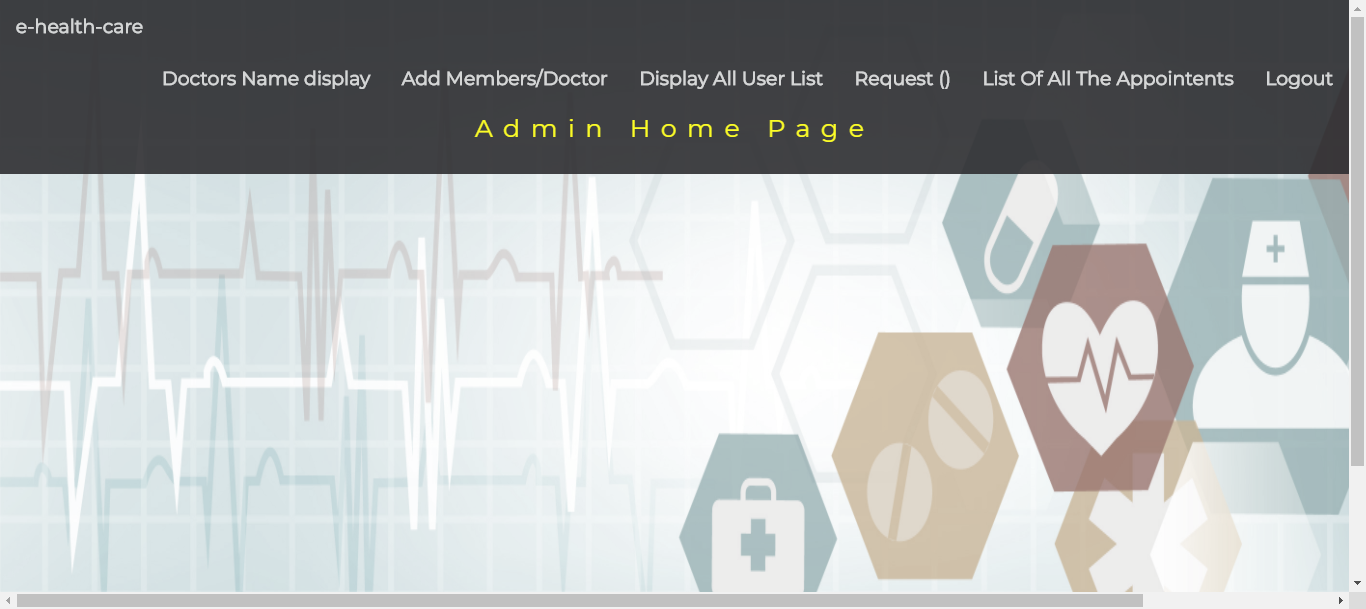 e-health-care
Doctors Name display Add Members/Doctor Display All User List Request () List Of All The Appointents Logout
Admin Home Page